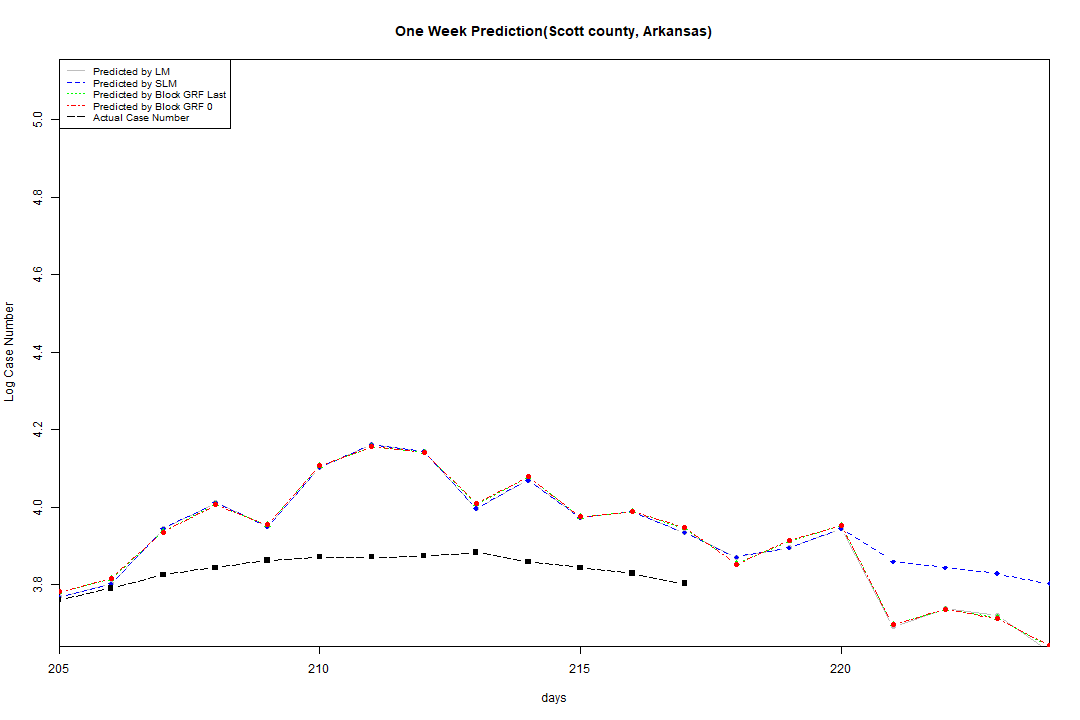 One Week Prediction(Scott county, Arkansas)
Predicted by LM
Predicted by SLM
Predicted by Block GRF Last
Predicted by Block GRF 0
Actual Case Number
5.0
4.8
4.6
4.4
4.2
4.0
3.8
Log Case Number
205
210
215
220
days